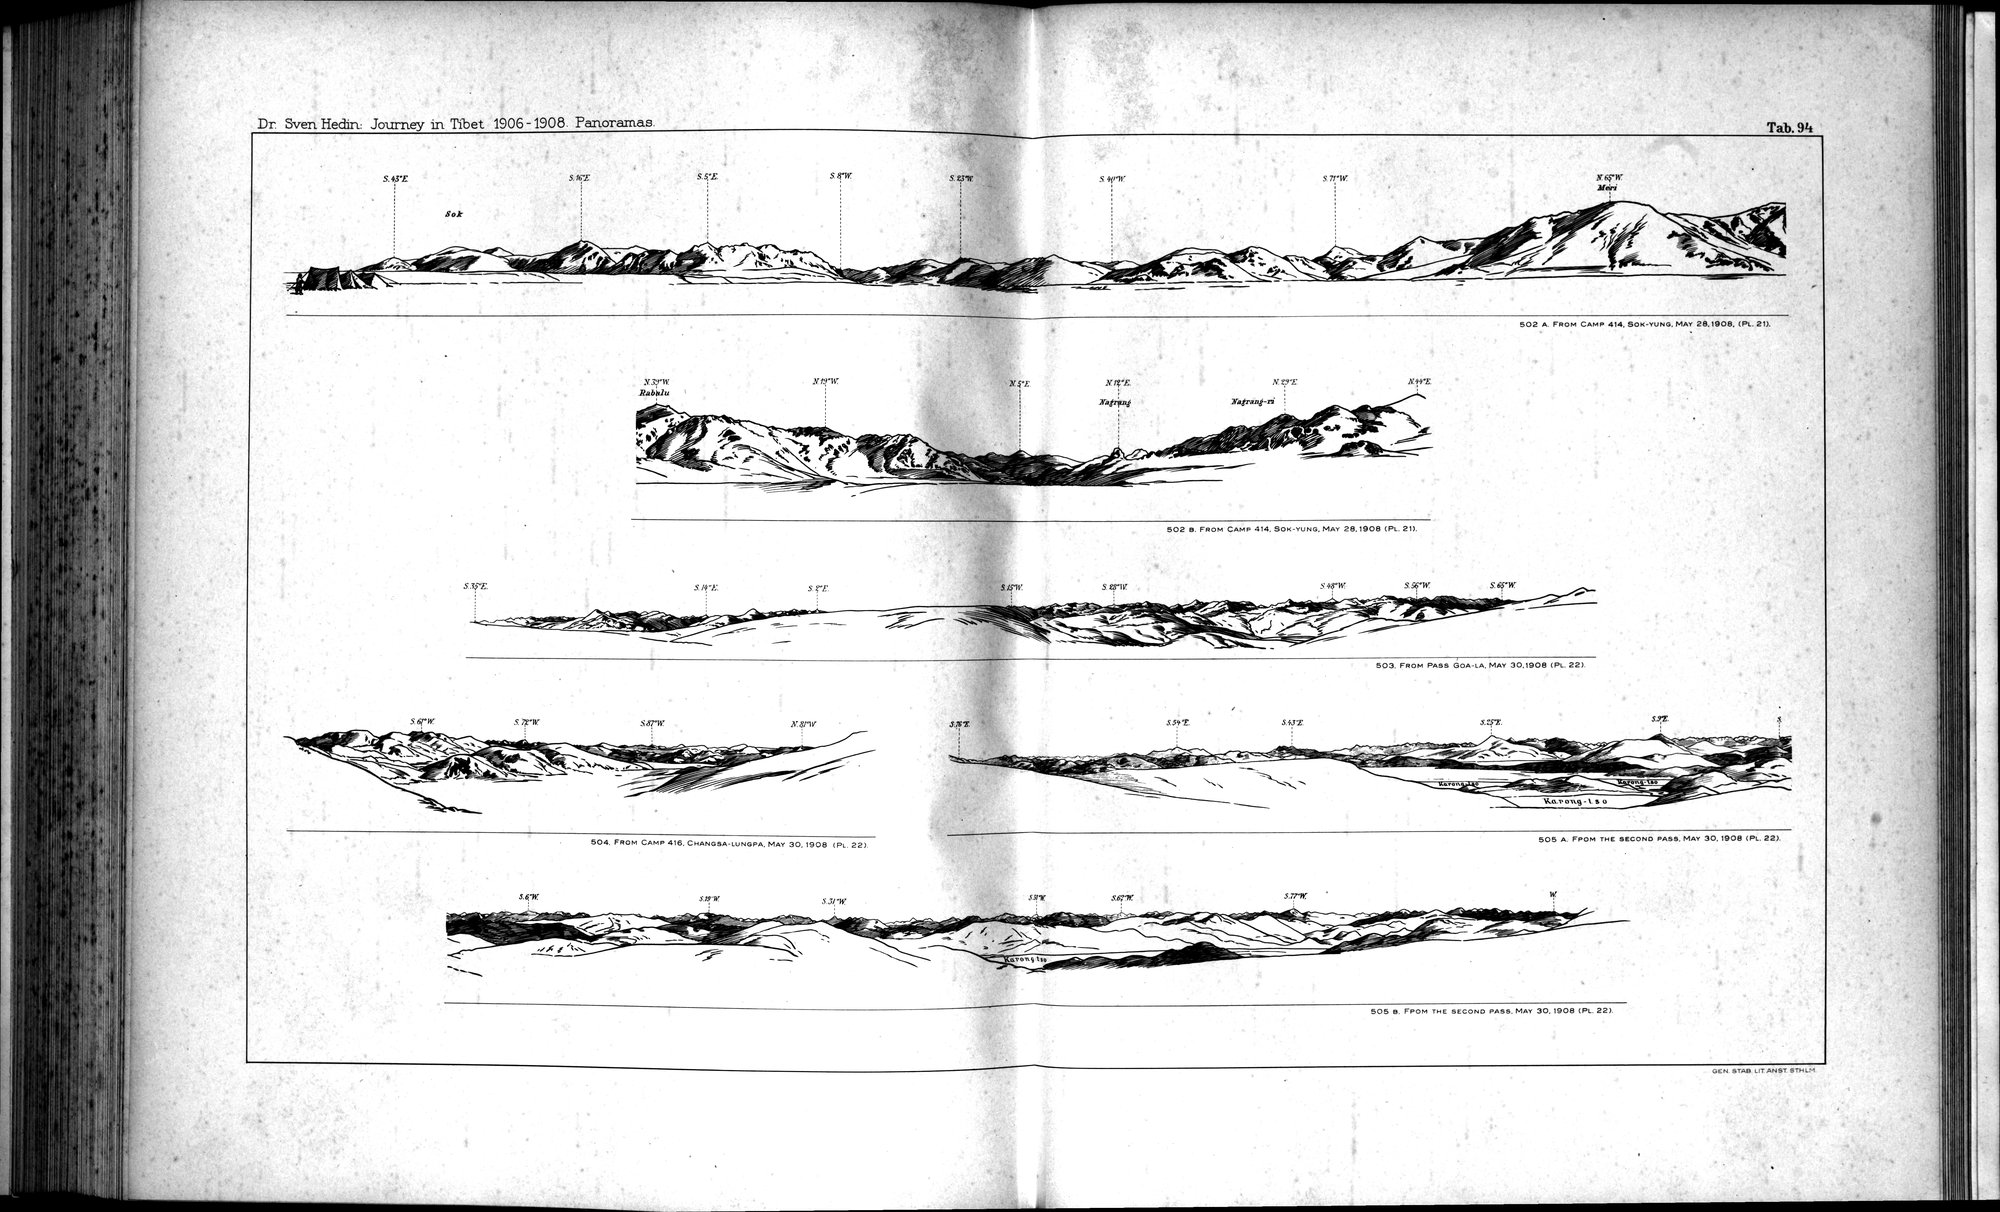 Dr. Sven Hedin: Journey in Tibet 1906-1908. Panoramas.
Tab. 94
S. 43°E. S. 16°E. S. 5°E. S. 8°W. S. 23°W. S. 40°W. S. 71°W. N. 65°W.
Meri
Sok
502 A. From Camp 414, Sok-yung, May 28, 1908, (Pl. 21).
N. 39°W. N. 19°W. N. 5°E. N. 12°E. N. 29°E. N. 44°E.
Rabalu Nagrang Nagrang-ri
502 B. From Camp 414, Sok-yung, May 28, 1908 (Pl. 21).
S. 35°E. S. 14°E. S. 2°E. S. 15°W. S. 28°W. S. 48°W. S. 56°W. S. 65°W.
503. From Pass Goa-la, May 30, 1908 (Pl. 22).
S. 61°W. S. 72°W. S. 87°W. N. 81°W.
504. From Camp 416, Changsa-lungpa, May 30, 1908 (Pl. 22).
S. 76°E. S. 54°E. S. 43°E. S. 25°E. S. 9°E. S.
Karong-tso Karong-tso
Karong-tso
505 A. Fpom the second pass, May 30, 1908 (Pl. 22).
S. 6°W. S. 19°W. S. 31°W. S. 51°W. S. 62°W. S. 77°W. W.
Karong-tso
505 B. Fpom the second pass, May 30, 1908 (Pl. 22).
GEN. STAB. LIT. ANST. STHLM.